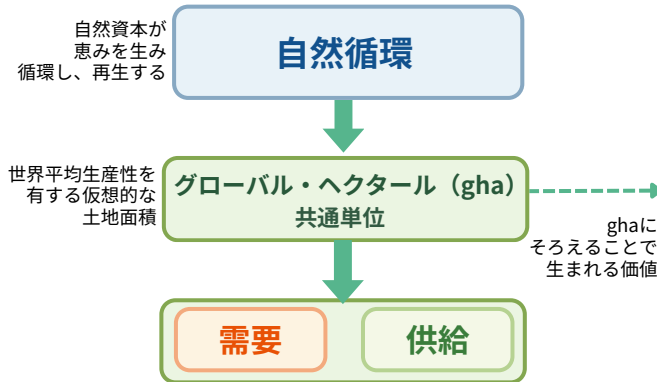 自然資本が
恵みを生み
循環し、再生する
自然循環
世界平均生産性を
有する仮想的な
土地面積
グローバル・ヘクタール（gha）
共通単位
ghaに
そろえることで
生まれる価値
需要
供給